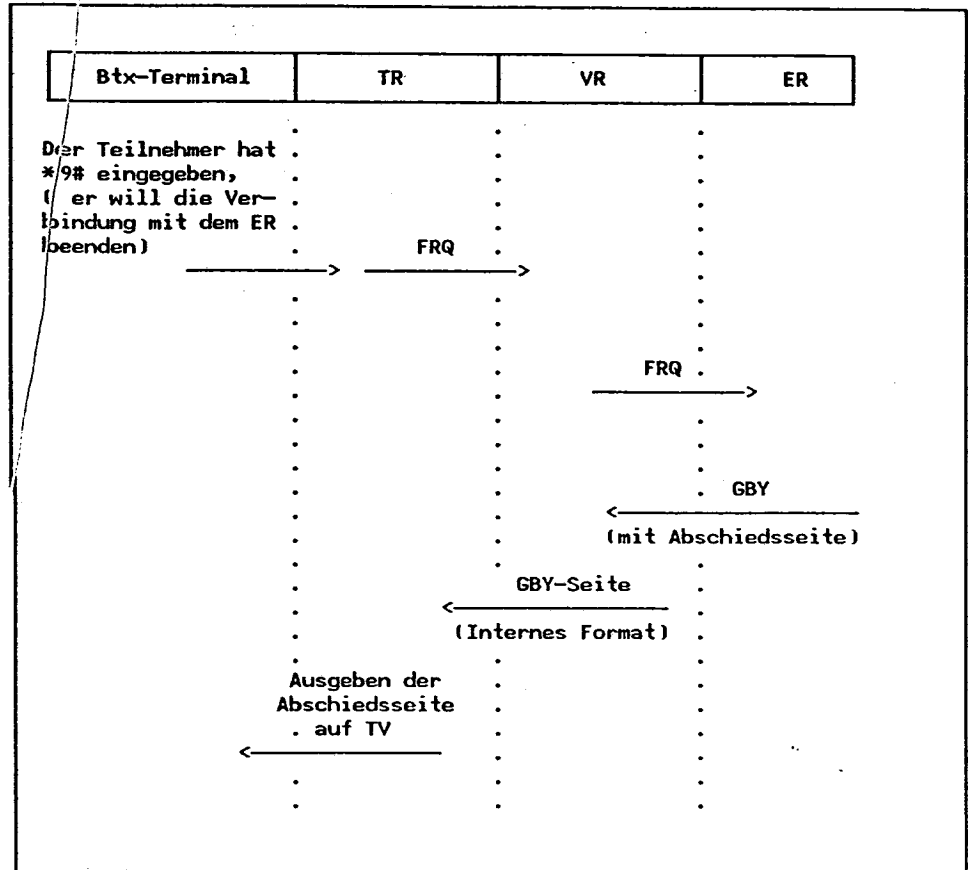 Btx-Terminal TR VR ER
Der Teilnehmer hat
*9# eingegeben,
( er will die Ver-
bindung mit dem ER
beenden)
FRQ
FRQ
GBY
(mit Abschiedsseite)
GBY-Seite
(Internes Format)
Ausgeben der
Abschiedsseite
auf TV